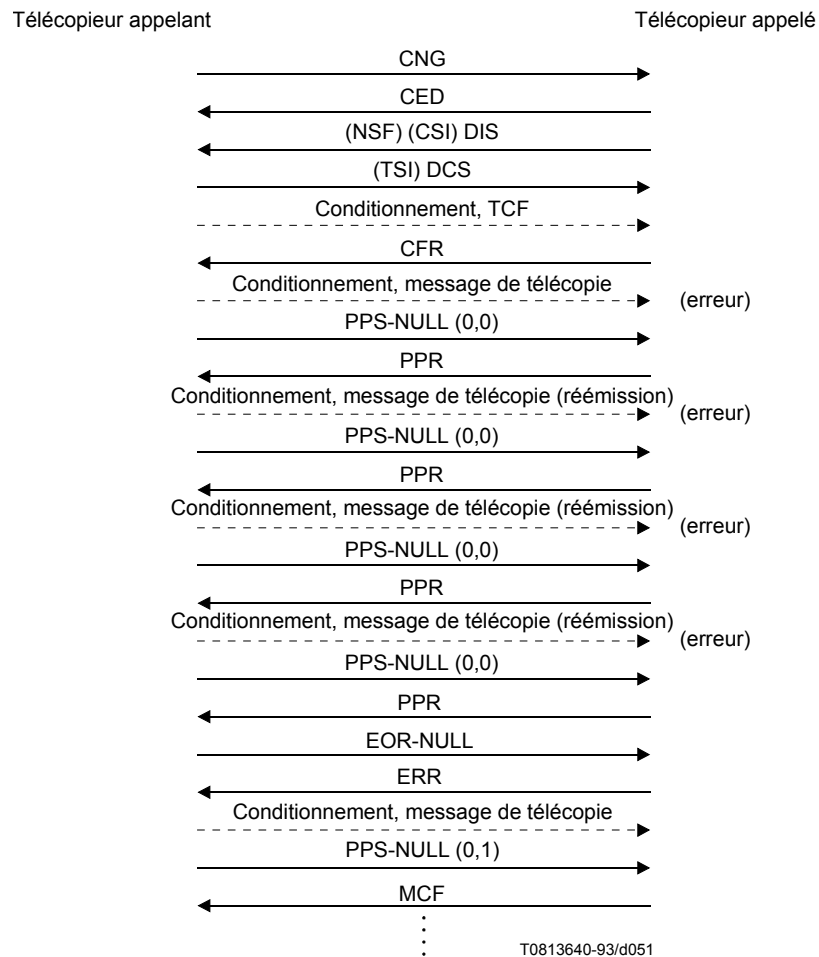 Télécopieur appelant
Télécopieur appelé
CNG
CED
(NSF) (CSI) DIS
(TSI) DCS
Conditionnement, TCF
CFR
Conditionnement, message de télécopie
(erreur)
PPS-NULL (0,0)
PPR
Conditionnement, message de télécopie (réémission)
(erreur)
PPS-NULL (0,0)
PPR
Conditionnement, message de télécopie (réémission)
(erreur)
PPS-NULL (0,0)
PPR
Conditionnement, message de télécopie (réémission)
(erreur)
PPS-NULL (0,0)
PPR
EOR-NULL
ERR
Conditionnement, message de télécopie
PPS-NULL (0,1)
MCF
T0813640-93/d051